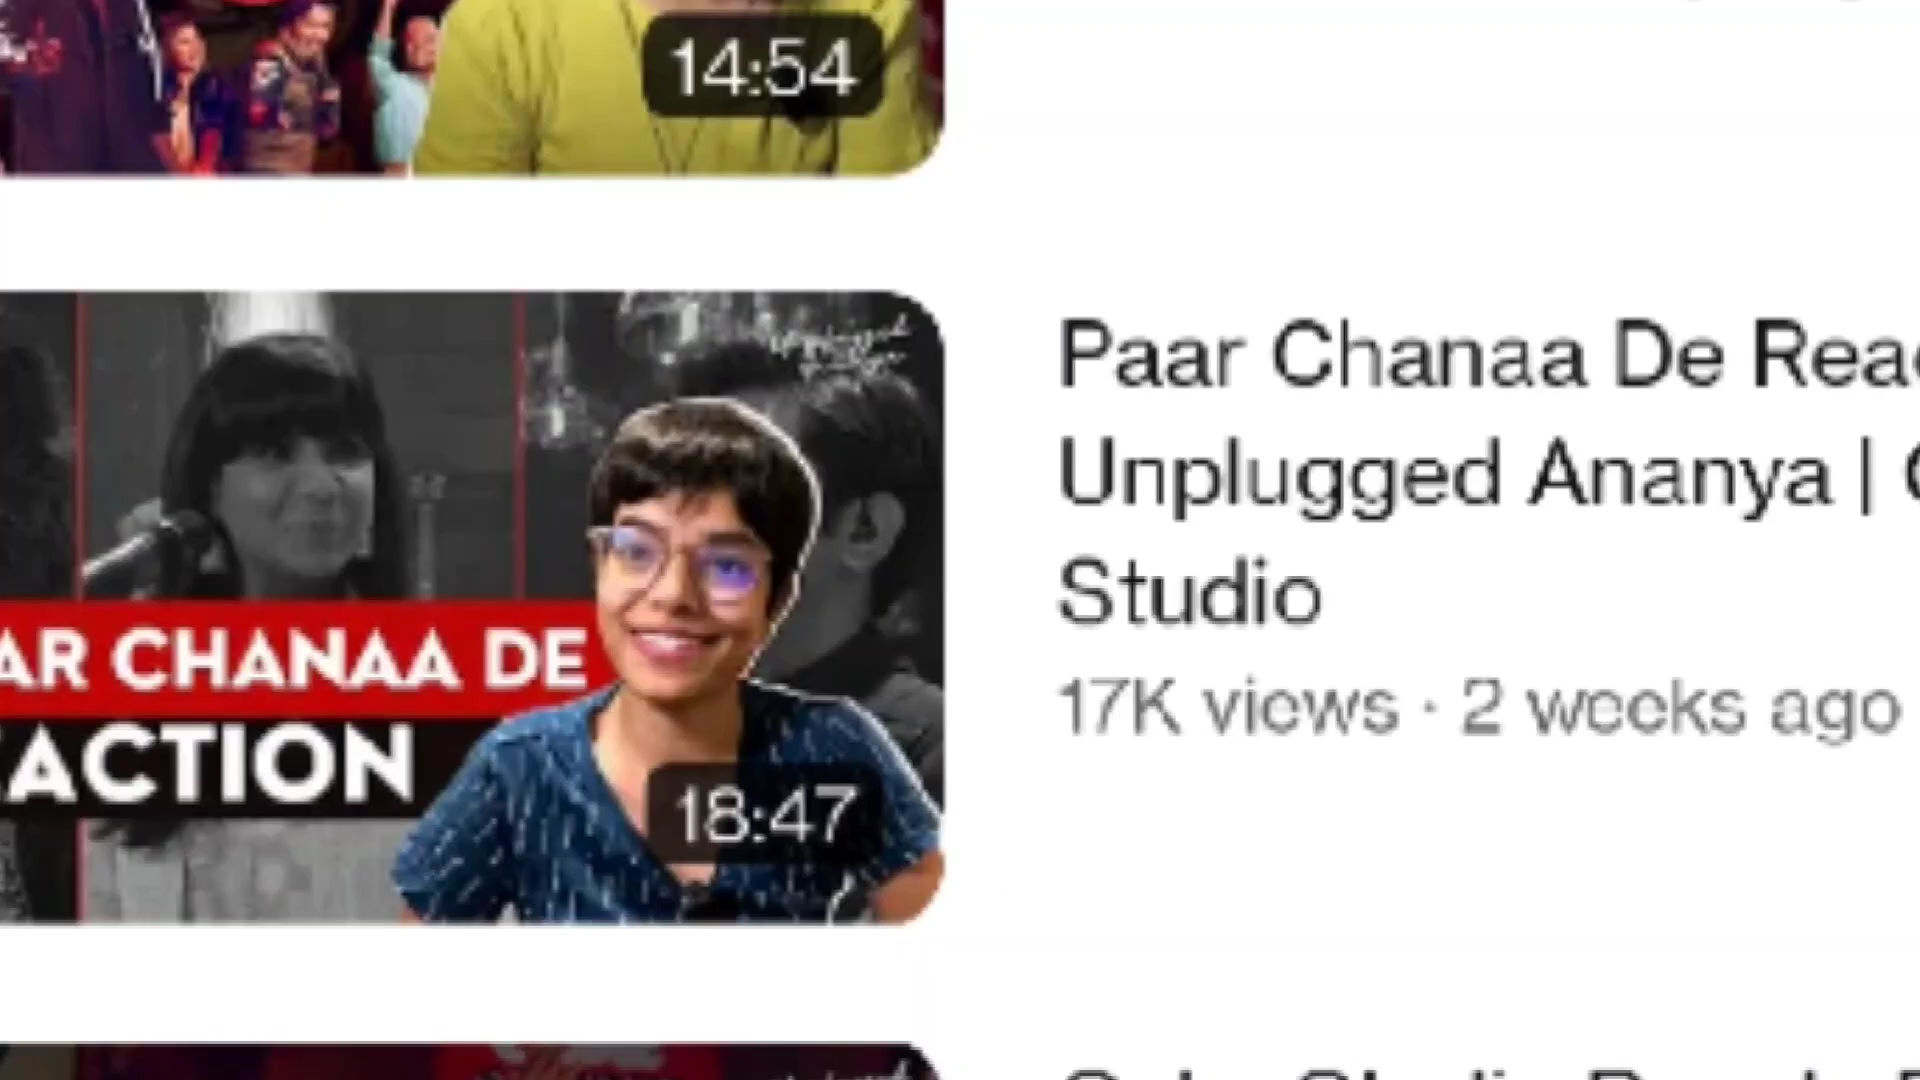 14:54
AR CHANAA DE
EACTION
18:47
Paar Chanaa De Reac
Unplugged Ananya | C
Studio
17K views · 2 weeks ago